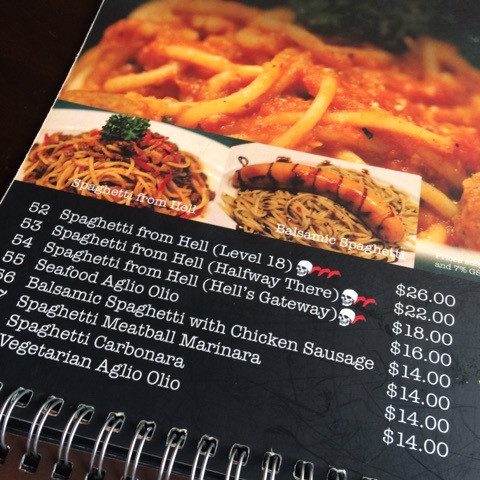 Spaghetti from Hell
Balsamic Spaghetti
and 7% GS
52 Spaghetti from Hell (Level 18) $26.00
53 Spaghetti from Hell (Halfway There) $22.00
54 Spaghetti from Hell (Hell's Gateway) $18.00
55 Seafood Aglio Olio $16.00
56 Balsamic Spaghetti with Chicken Sausage $14.00
Spaghetti Meatball Marinara $14.00
Spaghetti Carbonara $14.00
Vegetarian Aglio Olio $14.00